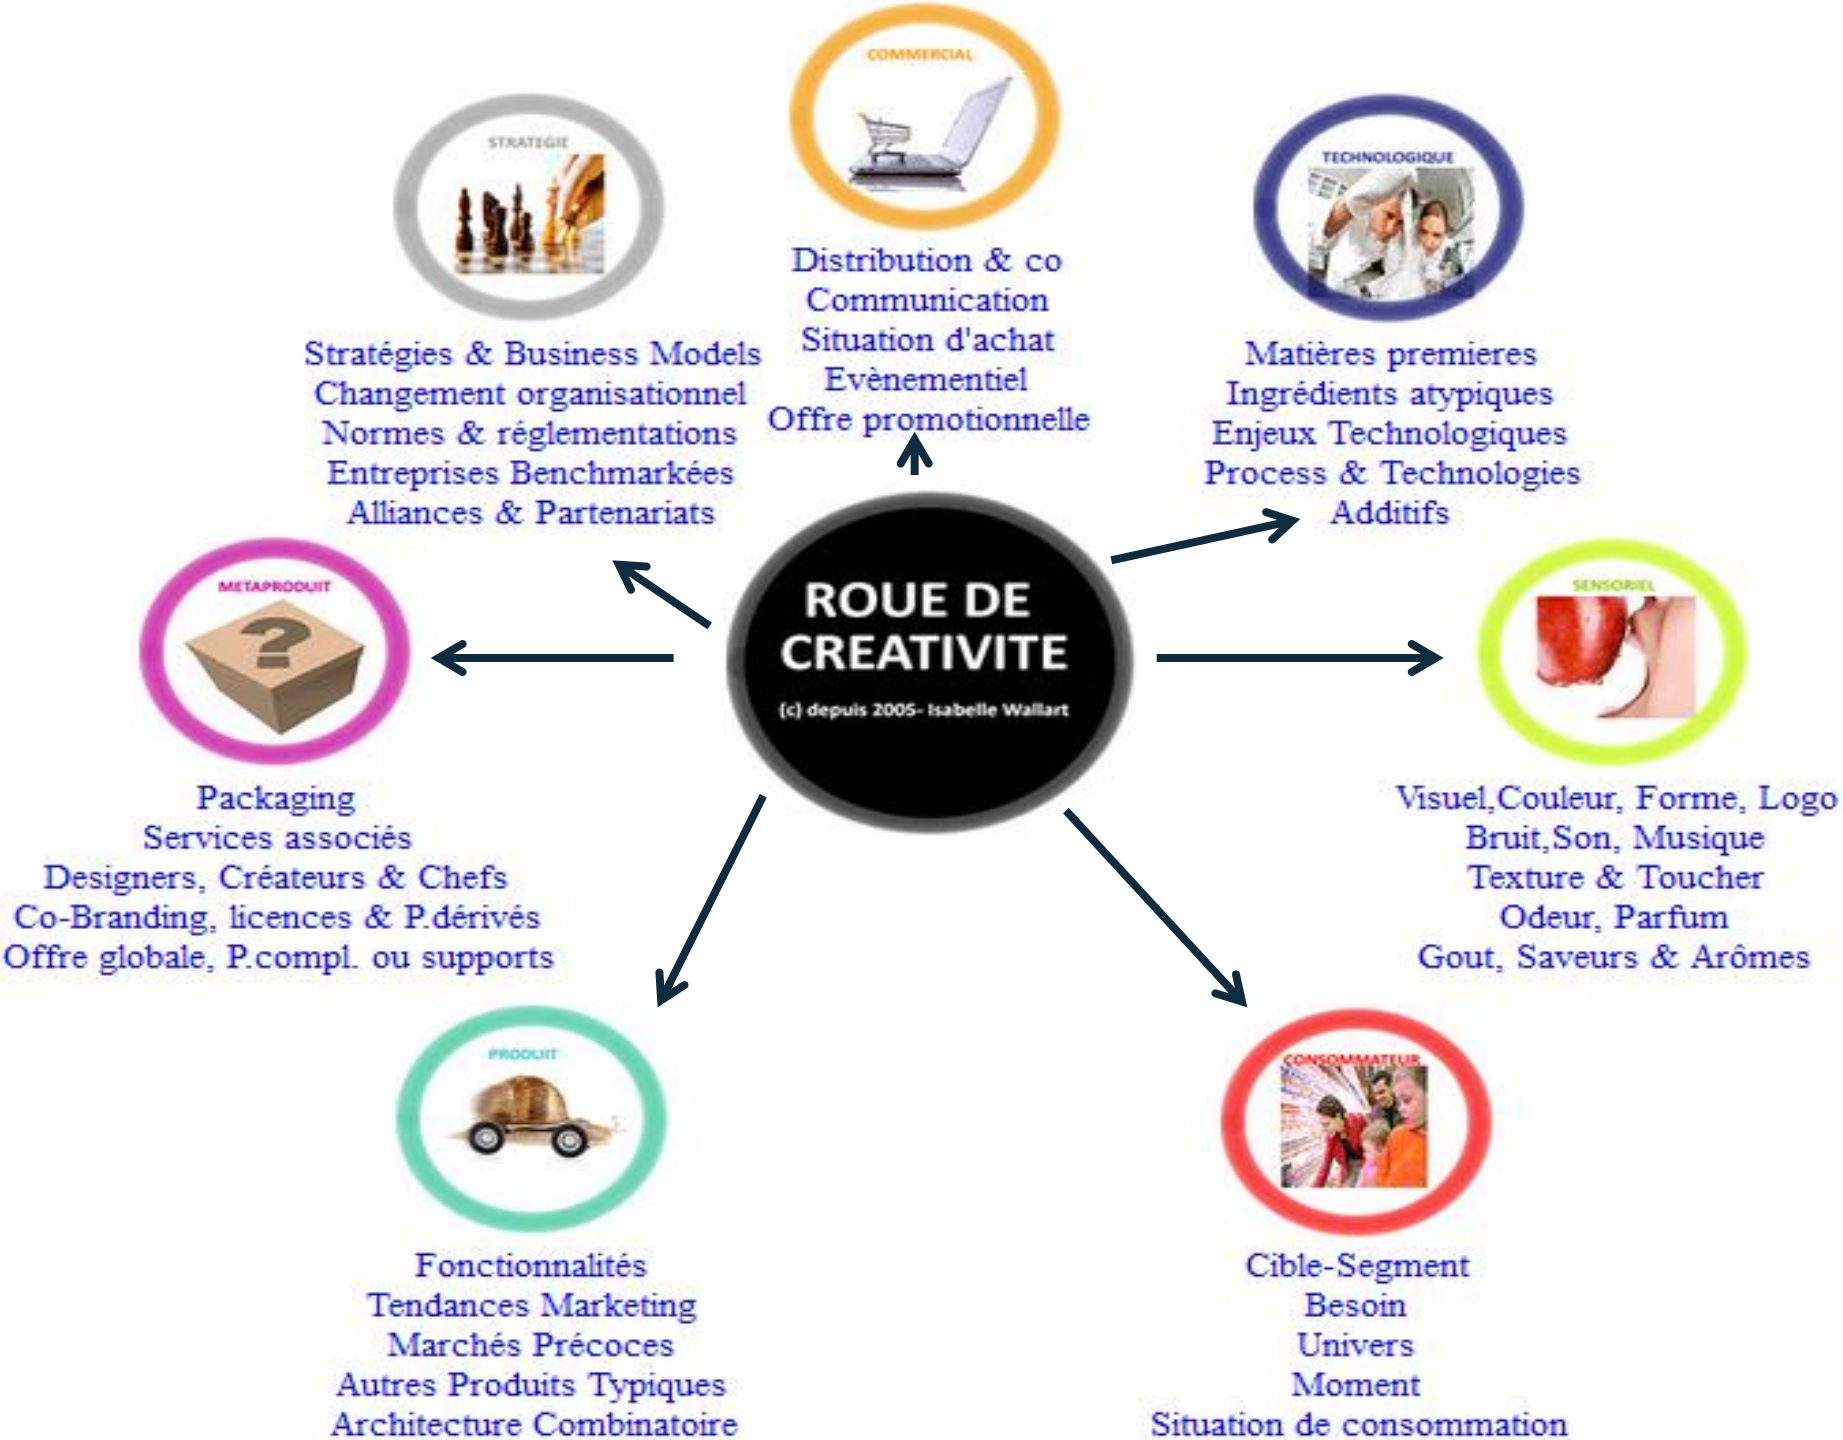 COMMERCIAL
Distribution & co
Communication
Situation d'achat
Evènementiel
Offre promotionnelle
STRATEGIE
Stratégies & Business Models
Changement organisationnel
Normes & réglementations
Entreprises Benchmarkées
Alliances & Partenariats
TECHNOLOGIQUE
Matières premieres
Ingrédients atypiques
Enjeux Technologiques
Process & Technologies
Additifs
ROUE DE
CREATIVITE
(c) depuis 2005- Isabelle Wallart
METAPRODUIT
?
Packaging
Services associés
Designers, Créateurs & Chefs
Co-Branding, licences & P.dérivés
Offre globale, P.compl. ou supports
SENSORIEL
Visuel,Couleur, Forme, Logo
Bruit,Son, Musique
Texture & Toucher
Odeur, Parfum
Gout, Saveurs & Arômes
PRODUIT
Fonctionnalités
Tendances Marketing
Marchés Précoces
Autres Produits Typiques
Architecture Combinatoire
CONSOMMATEUR
Cible-Segment
Besoin
Univers
Moment
Situation de consommation